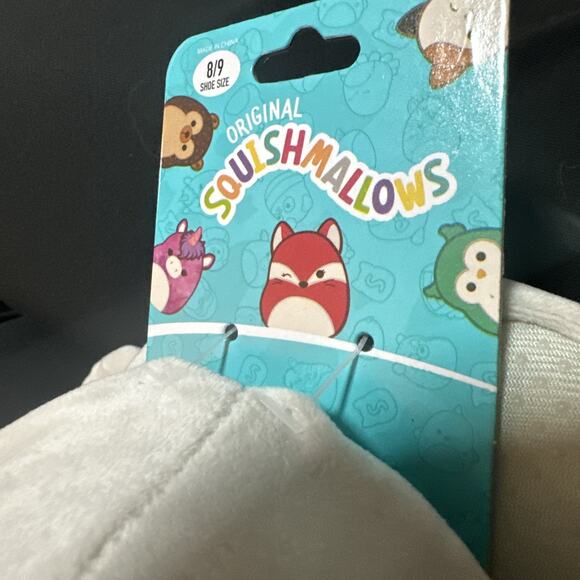 MADE IN CHINA
8/9
SHOE SIZE
ORIGINAL
SQUISHMALLOWS